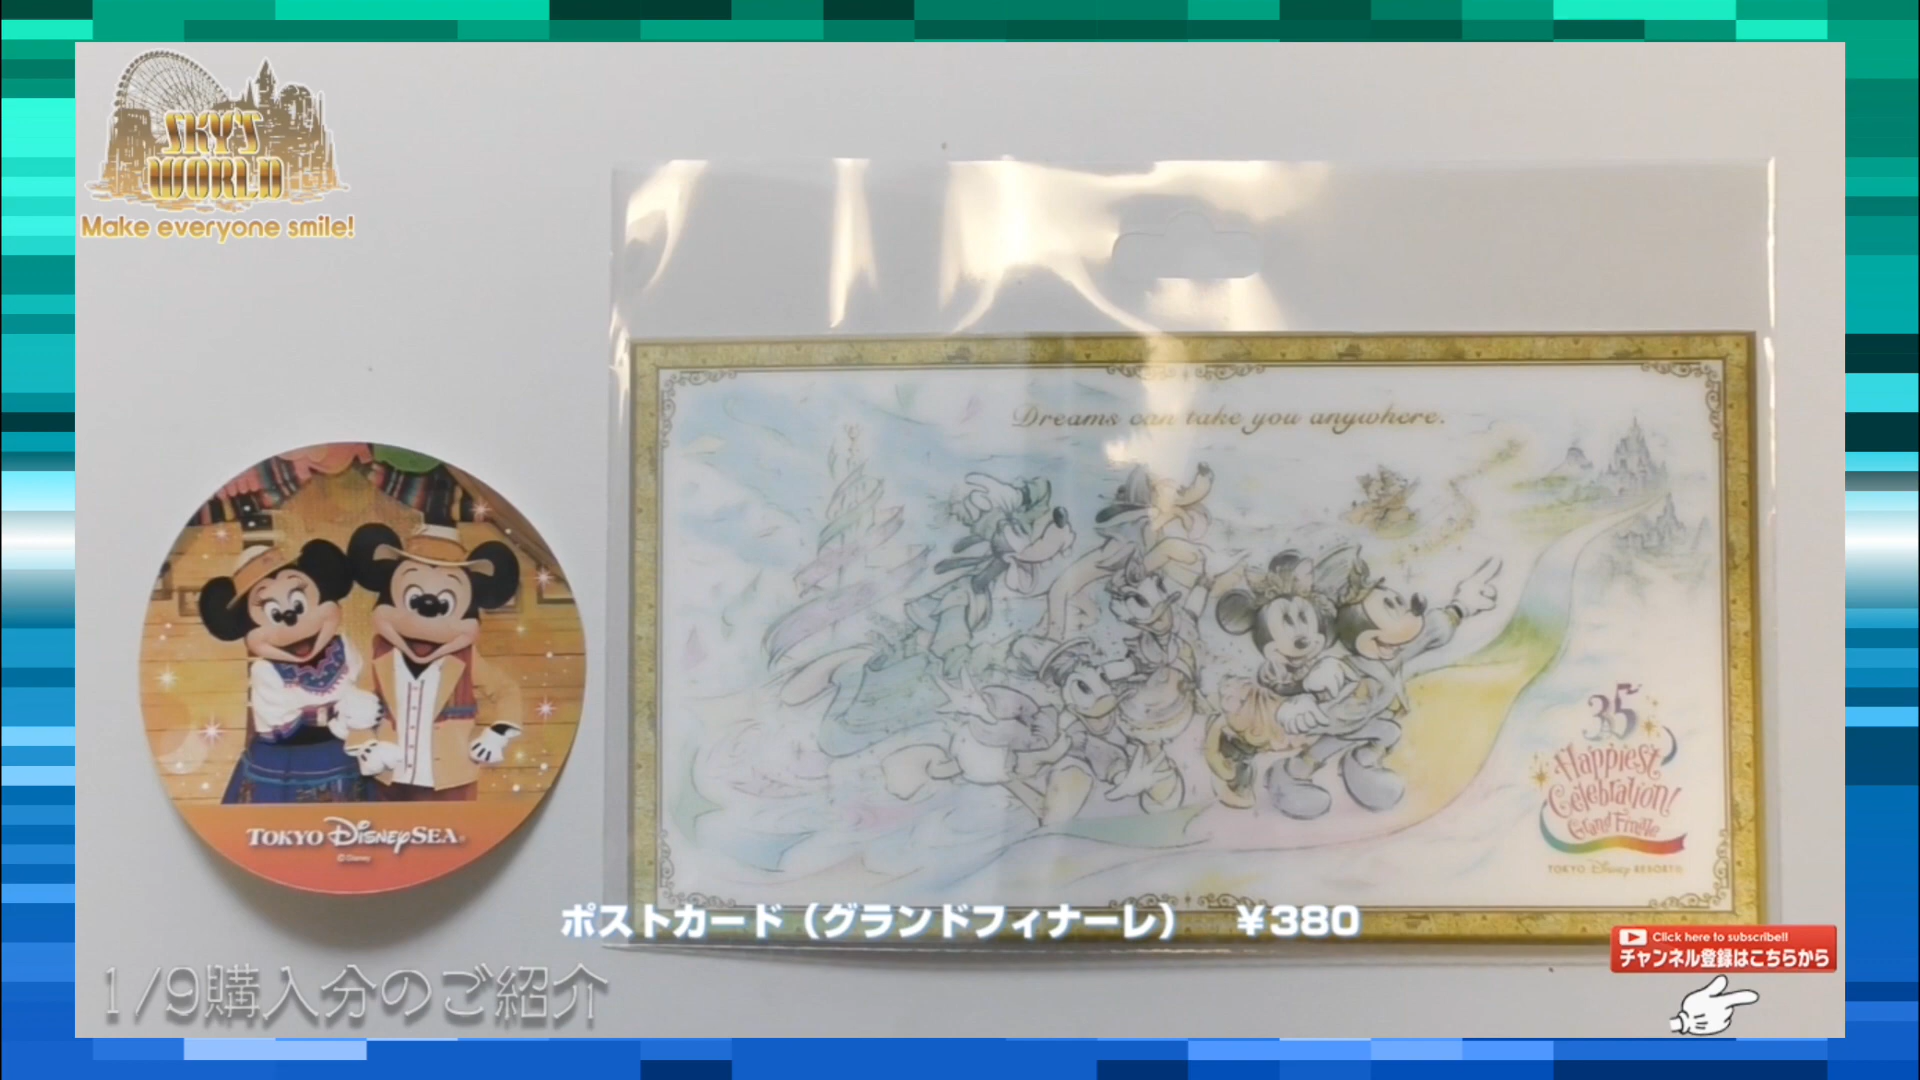 SKY'S
WORLD
Make everyone smile!
Dreams can take you anywhere.
35
Happiest
Celebration!
Grand Finale
TOKYO Disney RESORT®
TOKYO DISNEYSEA®
©Disney
ポストカード（グランドフィナーレ）　￥380
Click here to subscribe!!
チャンネル登録はこちらから
1/9購入分のご紹介